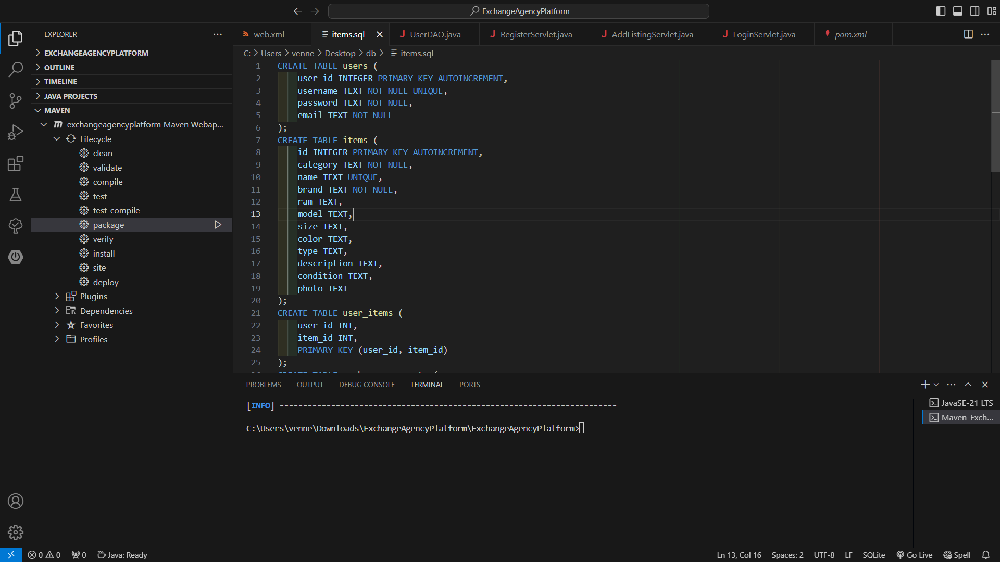 ExchangeAgencyPlatform
EXPLORER
EXCHANGEAGENCYPLATFORM
OUTLINE
TIMELINE
JAVA PROJECTS
MAVEN
exchangeagencyplatform Maven Webap...
Lifecycle
clean
validate
compile
test
test-compile
package
verify
install
site
deploy
Plugins
Dependencies
Favorites
Profiles
web.xml
items.sql
UserDAO.java
RegisterServlet.java
AddListingServlet.java
LoginServlet.java
pom.xml
C: > Users > venne > Desktop > db > items.sql
1 CREATE TABLE users (
2 user_id INTEGER PRIMARY KEY AUTOINCREMENT,
3 username TEXT NOT NULL UNIQUE,
4 password TEXT NOT NULL,
5 email TEXT NOT NULL
6 );
7 CREATE TABLE items (
8 id INTEGER PRIMARY KEY AUTOINCREMENT,
9 category TEXT NOT NULL,
10 name TEXT UNIQUE,
11 brand TEXT NOT NULL,
12 ram TEXT,
13 model TEXT,
14 size TEXT,
15 color TEXT,
16 type TEXT,
17 description TEXT,
18 condition TEXT,
19 photo TEXT
20 );
21 CREATE TABLE user_items (
22 user_id INT,
23 item_id INT,
24 PRIMARY KEY (user_id, item_id)
25 );
PROBLEMS OUTPUT DEBUG CONSOLE TERMINAL PORTS
[INFO] ------------------------------------------------------------------------
C:\Users\venne\Downloads\ExchangeAgencyPlatform\ExchangeAgencyPlatform>
JavaSE-21 LTS
Maven-Exch...
0 0 0 Java: Ready
Ln 13, Col 16 Spaces: 2 UTF-8 LF SQLite Go Live Spell